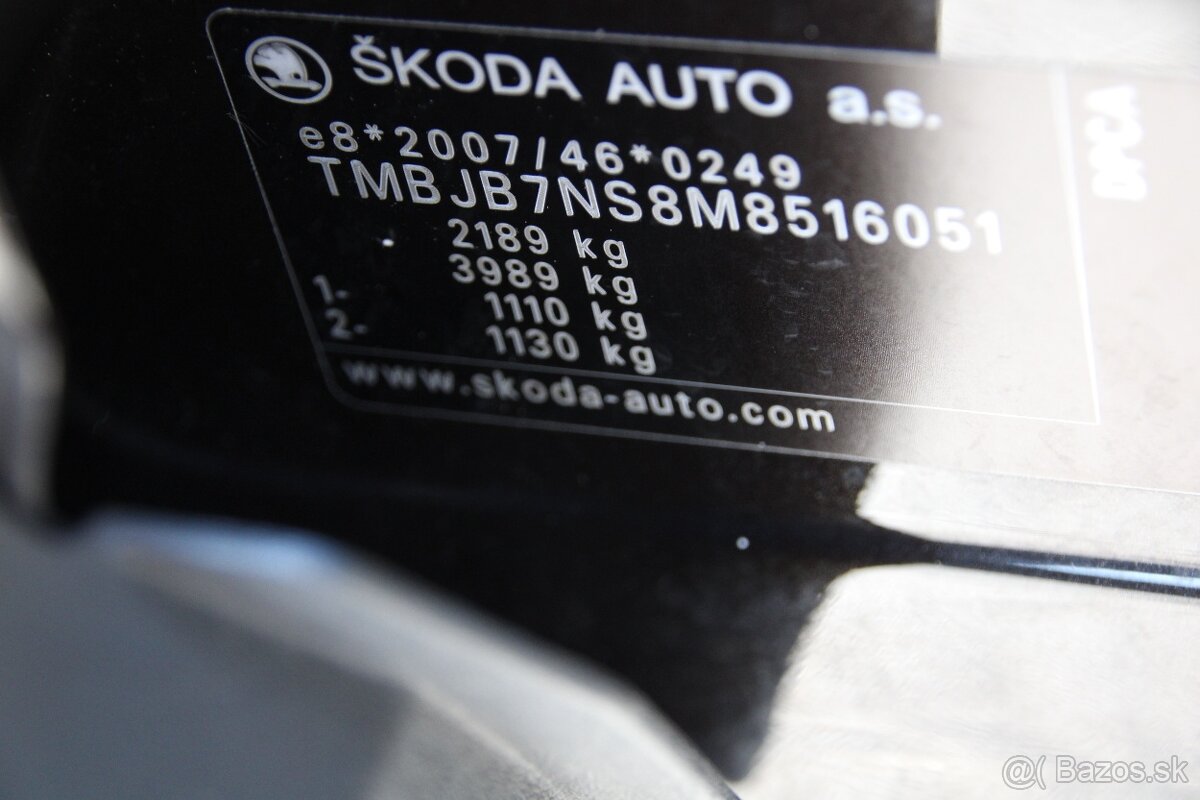 ŠKODA AUTO a.s.
e8*2007/46*0249
TMBJB7NS8M8516051
2189 kg
3989 kg
1- 1110 kg
2- 1130 kg
www.skoda-auto.com
@( Bazos.sk